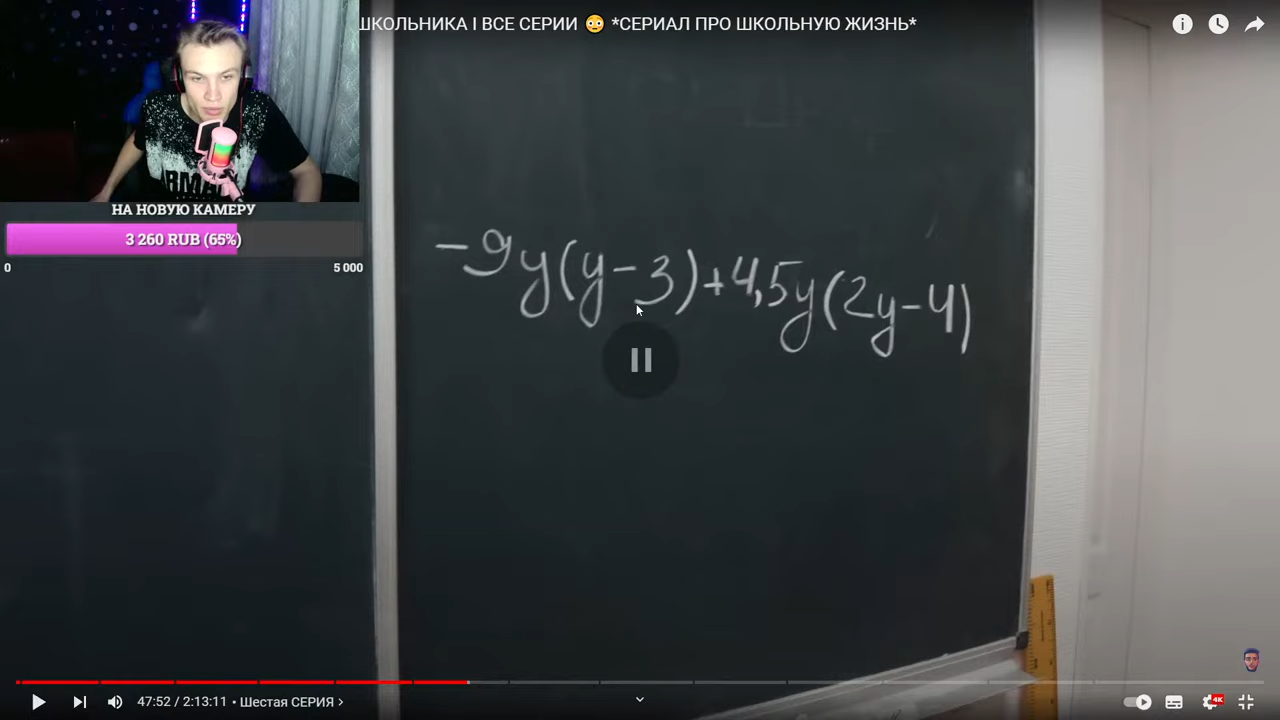 ШКОЛЬНИКА I ВСЕ СЕРИИ 😳 *СЕРИАЛ ПРО ШКОЛЬНУЮ ЖИЗНЬ*
НА НОВУЮ КАМЕРУ
3 260 RUB (65%)
0 5 000
-9y(y-3)+4,5y(2y-4)
47:52 / 2:13:11 • Шестая СЕРИЯ
4K